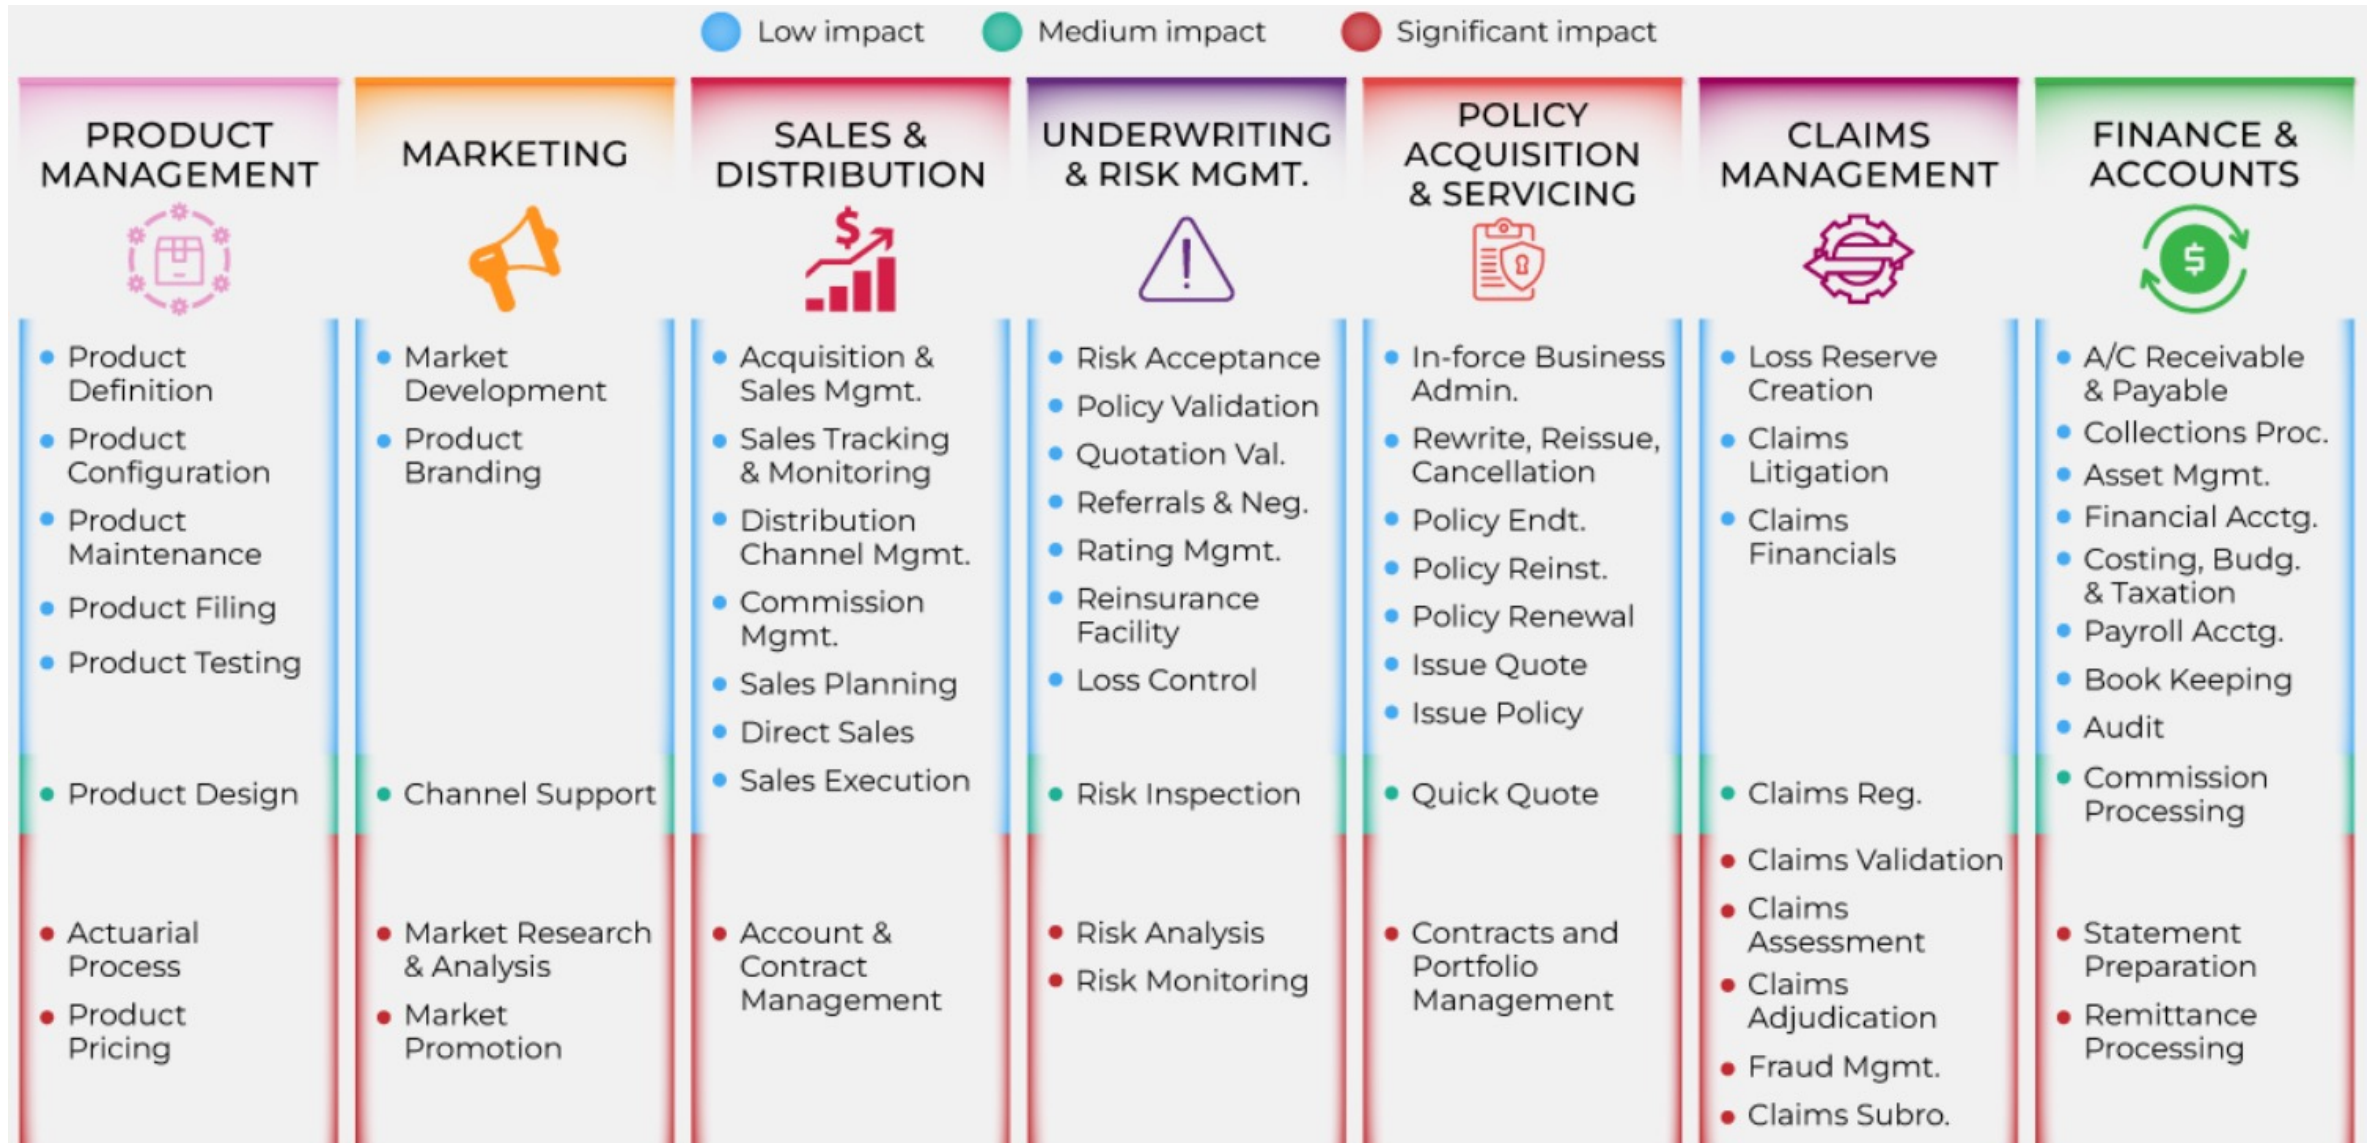 Low impact
Medium impact
Significant impact
PRODUCT
MANAGEMENT
Product
Definition
Product
Configuration
Product
Maintenance
Product Filing
Product Testing
Product Design
Actuarial
Process
Product
Pricing
MARKETING
Market
Development
Product
Branding
Channel Support
Market Research
& Analysis
Market
Promotion
SALES &
DISTRIBUTION
$
Acquisition &
Sales Mgmt.
Sales Tracking
& Monitoring
Distribution
Channel Mgmt.
Commission
Mgmt.
Sales Planning
Direct Sales
Sales Execution
Account &
Contract
Management
UNDERWRITING
& RISK MGMT.
!
Risk Acceptance
Policy Validation
Quotation Val.
Referrals & Neg.
Rating Mgmt.
Reinsurance
Facility
Loss Control
Risk Inspection
Risk Analysis
Risk Monitoring
POLICY
ACQUISITION
& SERVICING
In-force Business
Admin.
Rewrite, Reissue,
Cancellation
Policy Endt.
Policy Reinst.
Policy Renewal
Issue Quote
Issue Policy
Quick Quote
Contracts and
Portfolio
Management
CLAIMS
MANAGEMENT
Loss Reserve
Creation
Claims
Litigation
Claims
Financials
Claims Reg.
Claims Validation
Claims
Assessment
Claims
Adjudication
Fraud Mgmt.
Claims Subro.
FINANCE &
ACCOUNTS
$
A/C Receivable
& Payable
Collections Proc.
Asset Mgmt.
Financial Acctg.
Costing, Budg.
& Taxation
Payroll Acctg.
Book Keeping
Audit
Commission
Processing
Statement
Preparation
Remittance
Processing